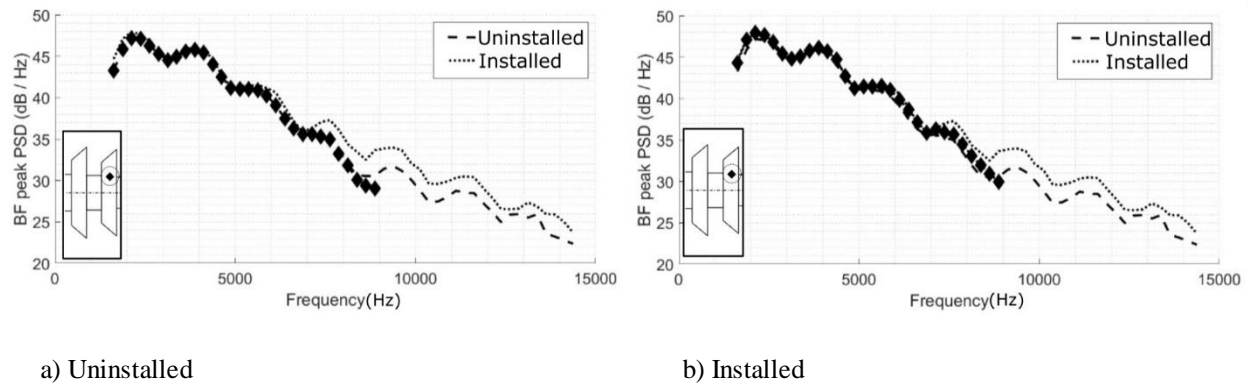 50
45
40
35
30
25
20
BF peak PSD (dB / Hz)
Uninstalled
Installed
0
5000
10000
15000
Frequency(Hz)
50
45
40
35
30
25
20
BF peak PSD (dB / Hz)
Uninstalled
Installed
0
5000
10000
15000
Frequency(Hz)
a) Uninstalled
b) Installed